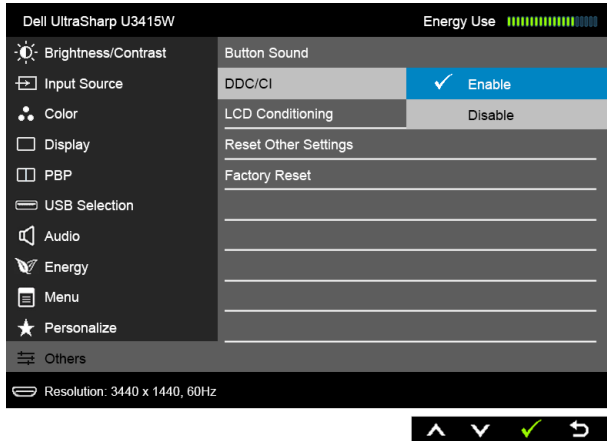 Dell UltraSharp U3415W
Energy Use
Brightness/Contrast
Input Source
Color
Display
PBP
USB Selection
Audio
Energy
Menu
Personalize
Others
Button Sound
DDC/CI
Enable
LCD Conditioning
Disable
Reset Other Settings
Factory Reset
Resolution: 3440 x 1440, 60Hz